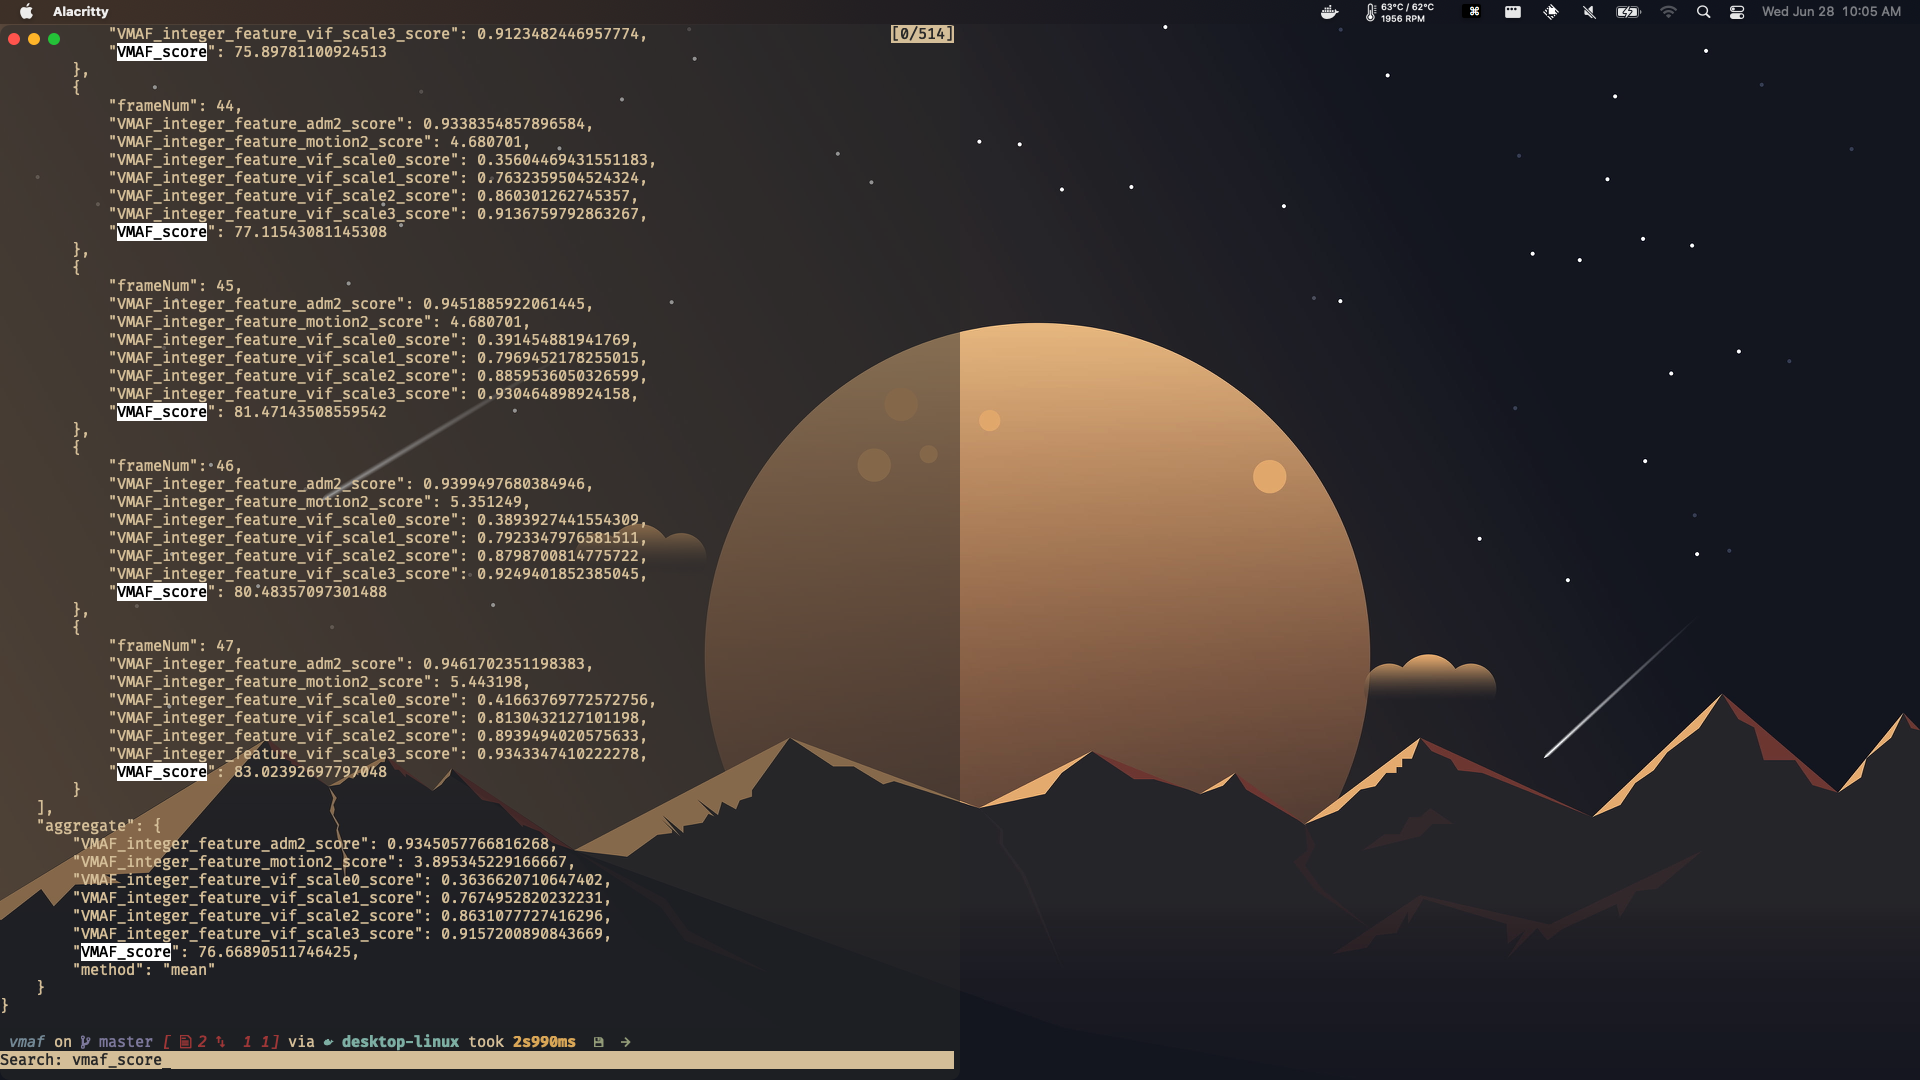 Alacritty
63°C / 62°C
1956 RPM
Wed Jun 28 10:05 AM
"VMAF_integer_feature_vif_scale3_score": 0.9123482446957774,
[0/514]
"VMAF_score": 75.89781100924513
},
{
"frameNum": 44,
"VMAF_integer_feature_adm2_score": 0.9338354857896584,
"VMAF_integer_feature_motion2_score": 4.680701,
"VMAF_integer_feature_vif_scale0_score": 0.35604469431551183,
"VMAF_integer_feature_vif_scale1_score": 0.7632359504524324,
"VMAF_integer_feature_vif_scale2_score": 0.860301262745357,
"VMAF_integer_feature_vif_scale3_score": 0.9136759792863267,
"VMAF_score": 77.11543081145308
},
{
"frameNum": 45,
"VMAF_integer_feature_adm2_score": 0.9451885922061445,
"VMAF_integer_feature_motion2_score": 4.680701,
"VMAF_integer_feature_vif_scale0_score": 0.391454881941769,
"VMAF_integer_feature_vif_scale1_score": 0.7969452178255015,
"VMAF_integer_feature_vif_scale2_score": 0.8859536050326599,
"VMAF_integer_feature_vif_scale3_score": 0.930464898924158,
"VMAF_score": 81.47143508559542
},
{
"frameNum": 46,
"VMAF_integer_feature_adm2_score": 0.9399497680384946,
"VMAF_integer_feature_motion2_score": 5.351249,
"VMAF_integer_feature_vif_scale0_score": 0.3893927441554309,
"VMAF_integer_feature_vif_scale1_score": 0.7923347976581511,
"VMAF_integer_feature_vif_scale2_score": 0.8798700814775722,
"VMAF_integer_feature_vif_scale3_score": 0.9249401852385045,
"VMAF_score": 80.48357097301488
},
{
"frameNum": 47,
"VMAF_integer_feature_adm2_score": 0.9461702351198383,
"VMAF_integer_feature_motion2_score": 5.443198,
"VMAF_integer_feature_vif_scale0_score": 0.41663769772572756,
"VMAF_integer_feature_vif_scale1_score": 0.8130432127101198,
"VMAF_integer_feature_vif_scale2_score": 0.8939494020575633,
"VMAF_integer_feature_vif_scale3_score": 0.9343347410222278,
"VMAF_score": 83.02392697797048
}
],
"aggregate": {
"VMAF_integer_feature_adm2_score": 0.9345057766816268,
"VMAF_integer_feature_motion2_score": 3.895345229166667,
"VMAF_integer_feature_vif_scale0_score": 0.3636620710647402,
"VMAF_integer_feature_vif_scale1_score": 0.7674952820232231,
"VMAF_integer_feature_vif_scale2_score": 0.8631077727416296,
"VMAF_integer_feature_vif_scale3_score": 0.9157200890843669,
"VMAF_score": 76.66890511746425,
"method": "mean"
}
}
vmaf on master [ 2 ⇅ 1 1] via desktop-linux took 2s990ms →
Search: vmaf_score_